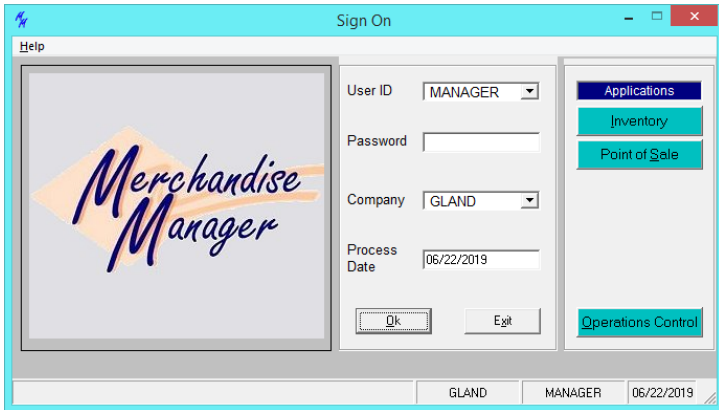 Sign On
Help
User ID MANAGER
Password
Company GLAND
Process
Date 06/22/2019
Ok Exit
Merchandise
Manager
Applications
Inventory
Point of Sale
Operations Control
GLAND MANAGER 06/22/2019